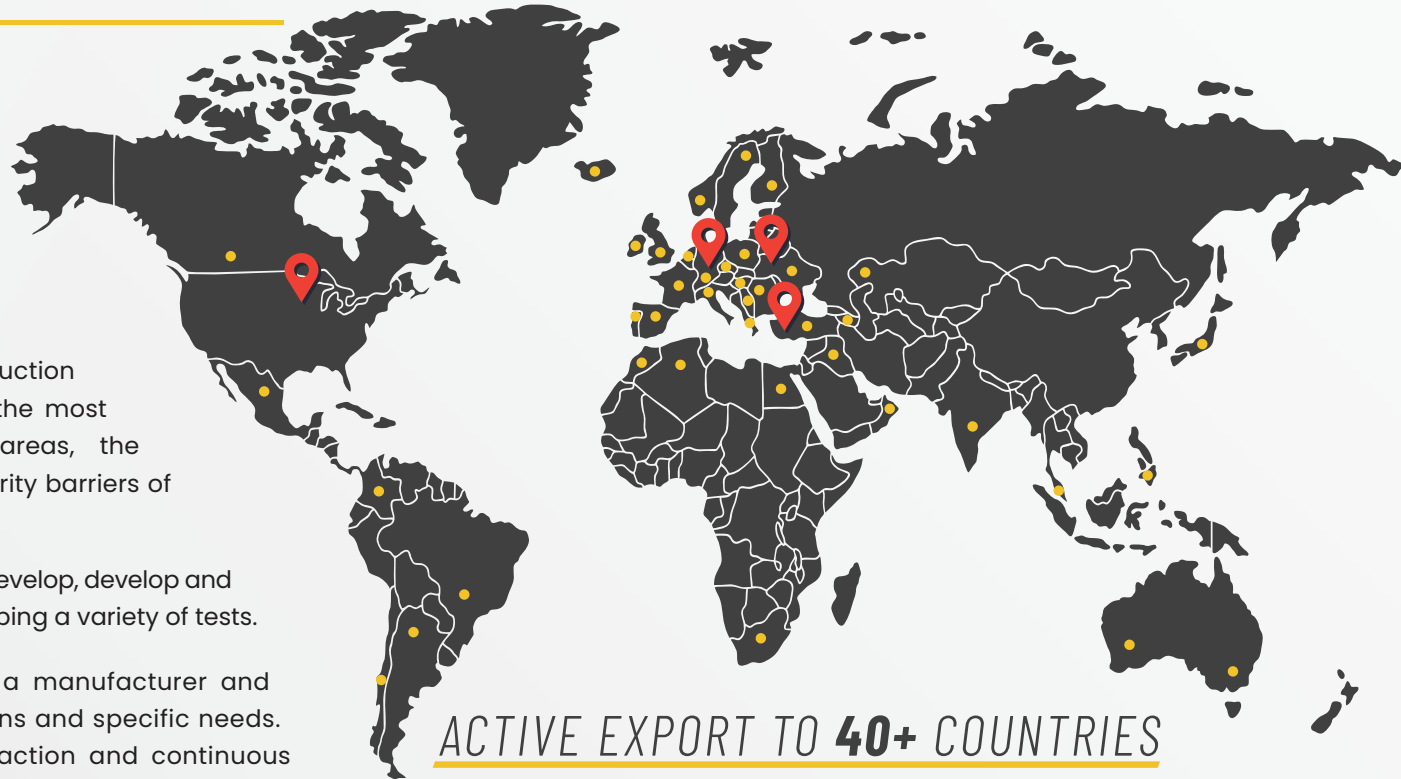 uction
the most
areas, the
rity barriers of
evelop, develop and
ping a variety of tests.
a manufacturer and
ns and specific needs.
action and continuous
ACTIVE EXPORT TO 40+ COUNTRIES